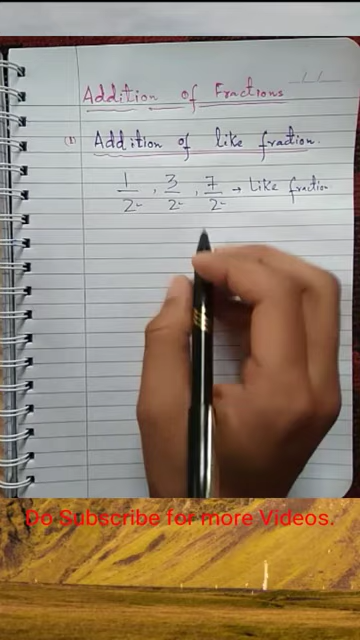 Addition of Fractions
(1) Addition of like fraction.
1/2, 3/2, 7/2 → Like fraction
Do Subscribe for more Videos.